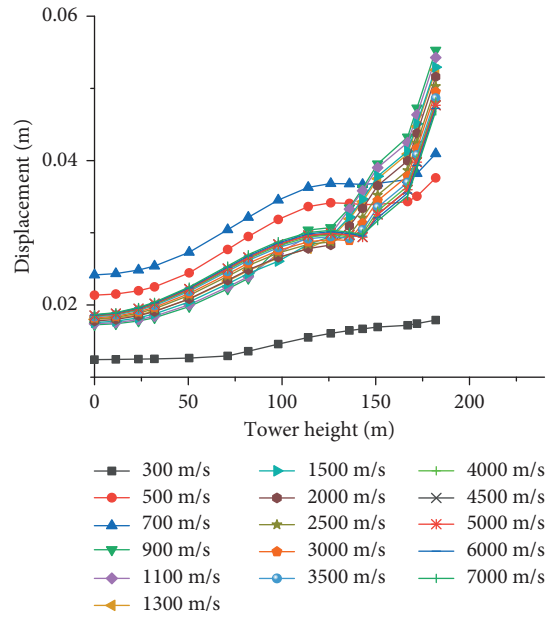 0.06
0.04
0.02
Displacement (m)
0 50 100 150 200
Tower height (m)
300 m/s 1500 m/s 4000 m/s
500 m/s 2000 m/s 4500 m/s
700 m/s 2500 m/s 5000 m/s
900 m/s 3000 m/s 6000 m/s
1100 m/s 3500 m/s 7000 m/s
1300 m/s